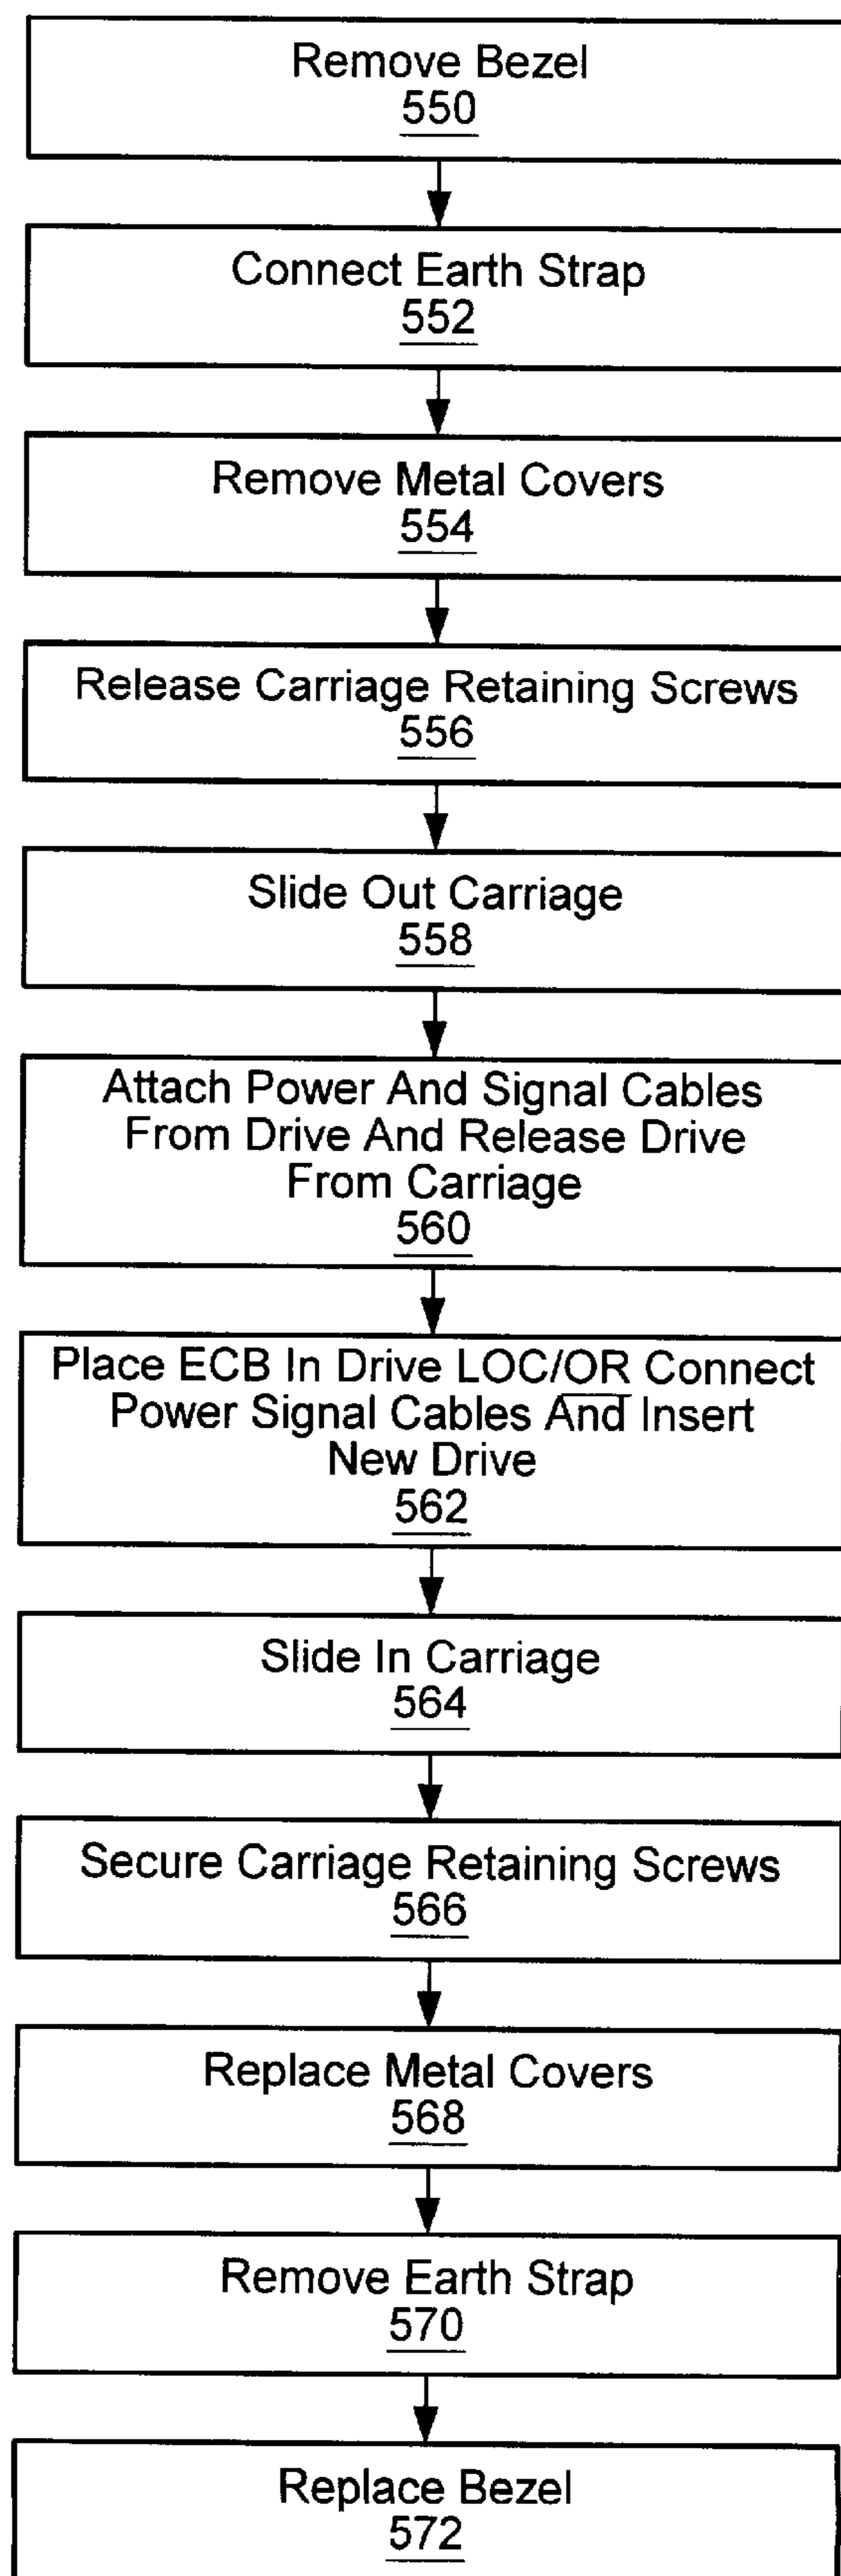 Remove Bezel
550
Connect Earth Strap
552
Remove Metal Covers
554
Release Carriage Retaining Screws
556
Slide Out Carriage
558
Attach Power And Signal Cables
From Drive And Release Drive
From Carriage
560
Place ECB In Drive LOC/OR Connect
Power Signal Cables And Insert
New Drive
562
Slide In Carriage
564
Secure Carriage Retaining Screws
566
Replace Metal Covers
568
Remove Earth Strap
570
Replace Bezel
572